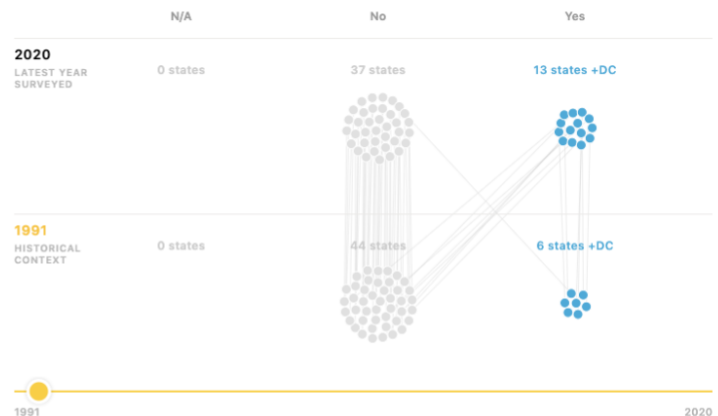 N/A No Yes
2020
LATEST YEAR
SURVEYED
0 states 37 states 13 states +DC
1991
HISTORICAL
CONTEXT
0 states 44 states 6 states +DC
1991 2020